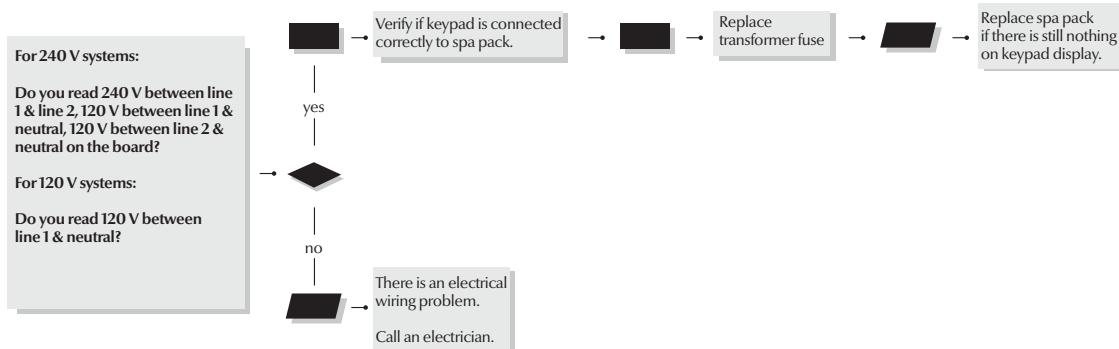 For 240 V systems:
Do you read 240 V between line
1 & line 2, 120 V between line 1 &
neutral, 120 V between line 2 &
neutral on the board?
For 120 V systems:
Do you read 120 V between
line 1 & neutral?
yes
Verify if keypad is connected
correctly to spa pack.
Replace
transformer fuse
Replace spa pack
if there is still nothing
on keypad display.
no
There is an electrical
wiring problem.
Call an electrician.